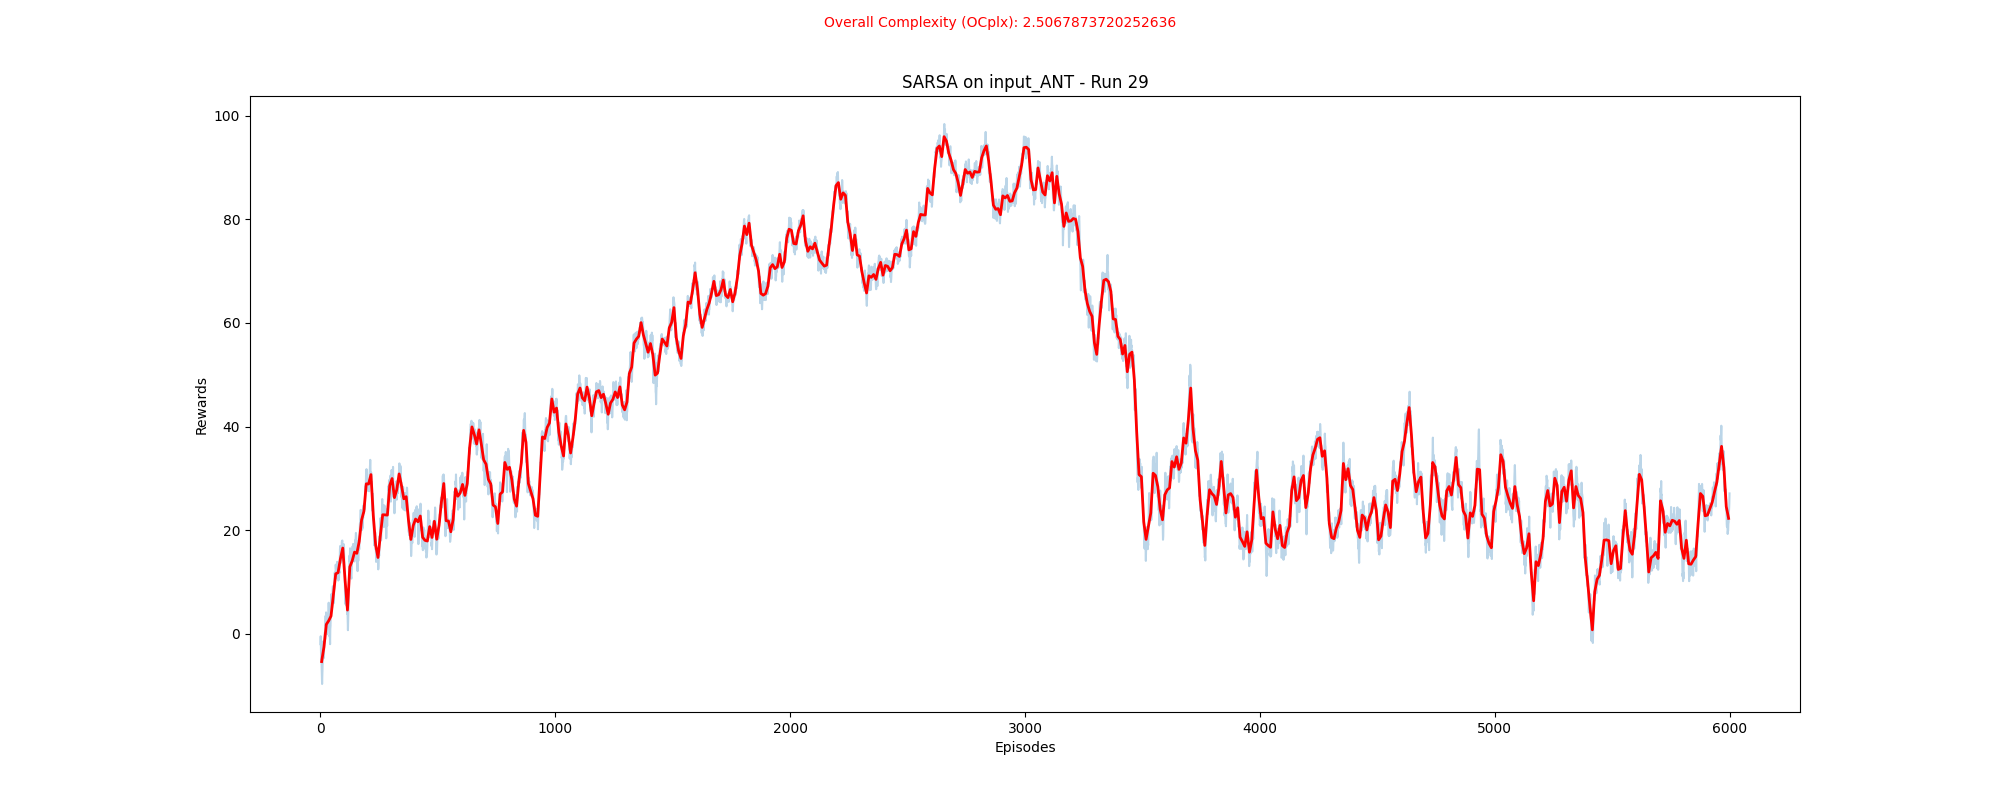 Overall Complexity (OCplx): 2.5067873720252636
SARSA on input_ANT - Run 29
100
80
60
40
20
0
Rewards
0 1000 2000 3000 4000 5000 6000
Episodes